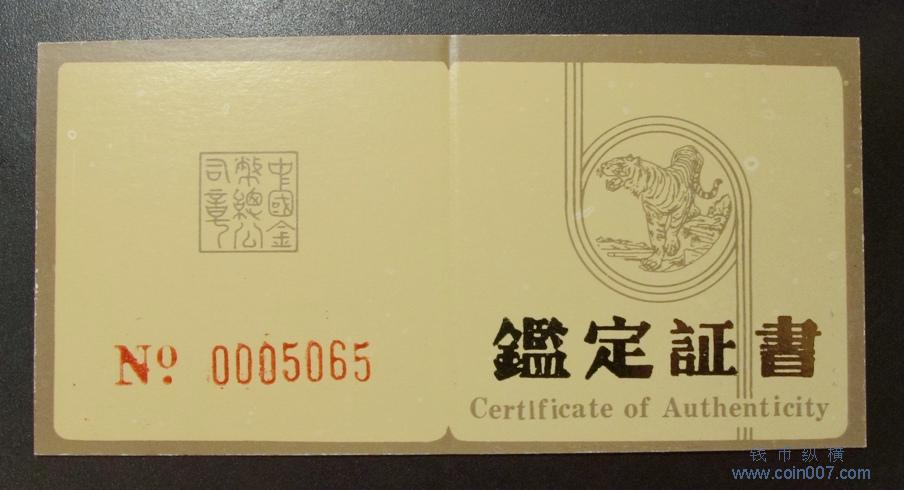 中國金
幣總公
司章
No 0005065
鑑定証書
Certificate of Authenticity
钱币纵横
www.coin007.com